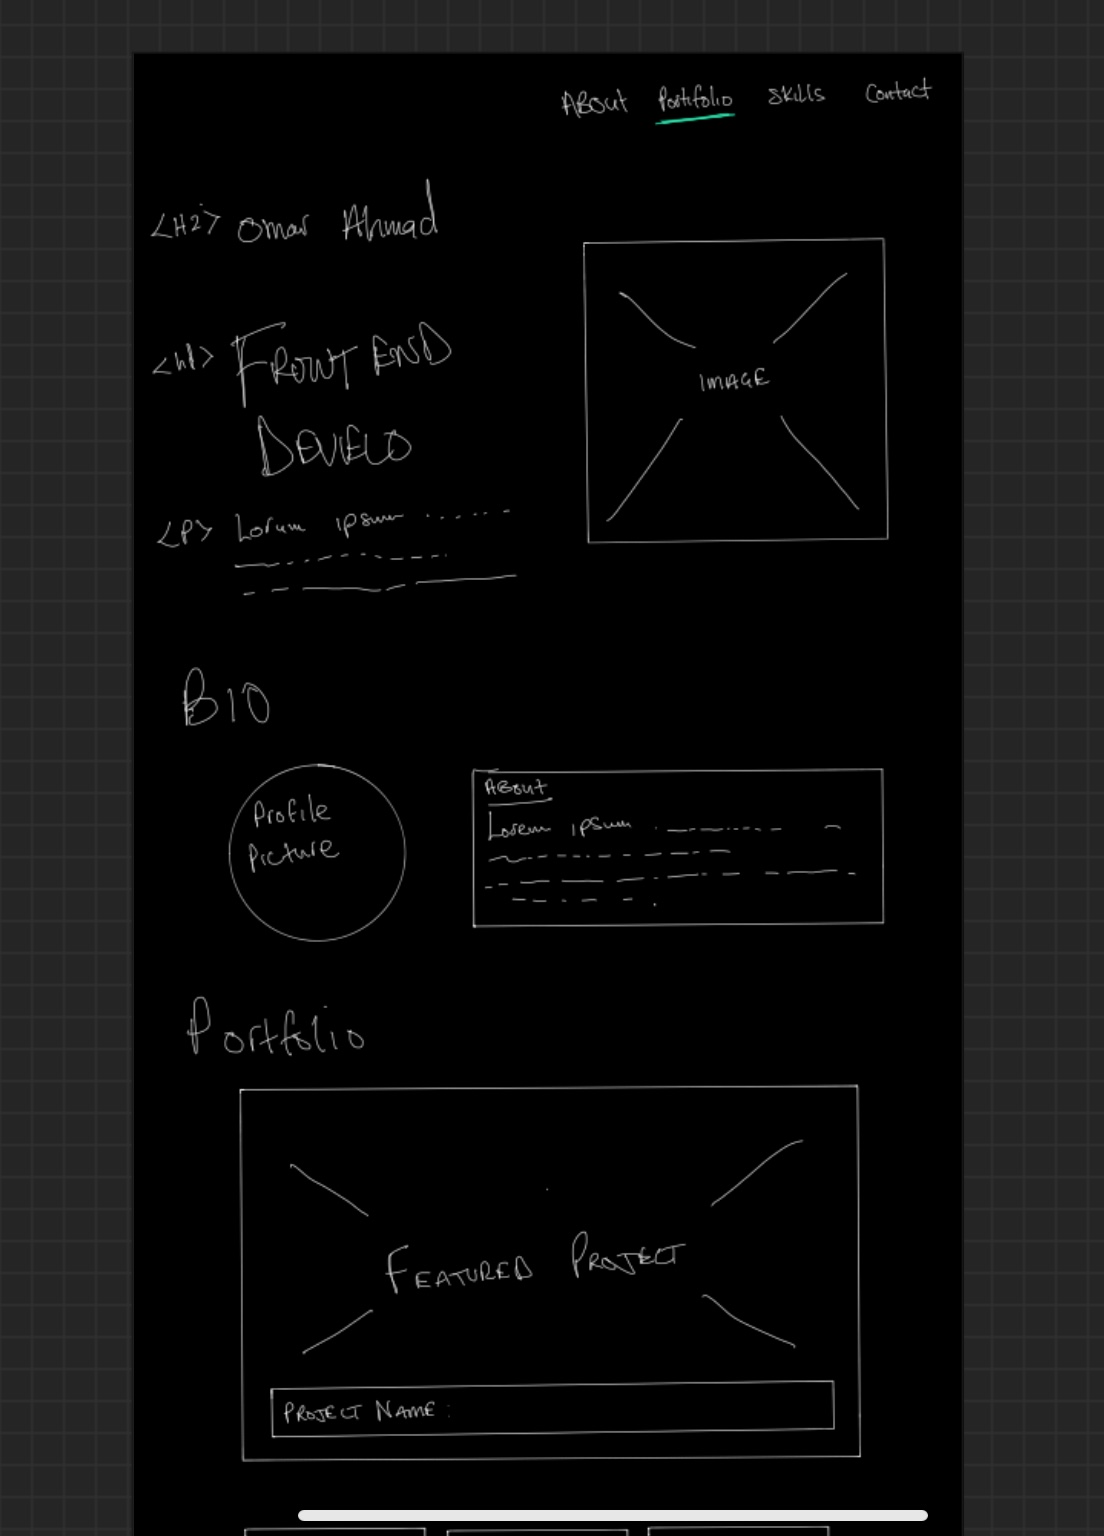 About Portifolio Skills Contact
<H2> Omar Ahmad
<h1> FRONT END
DEVELO
<P> Lorum ipsum
IMAGE
BIO
Profile
Picture
About
Lorem ipsum
Portfolio
FEATURED PROJECT
PROJECT NAME :